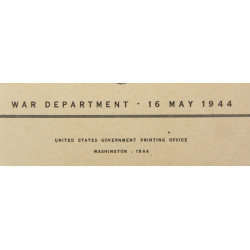 WAR DEPARTMENT · 16 MAY 1944
UNITED STATES GOVERNMENT PRINTING OFFICE
WASHINGTON : 1944